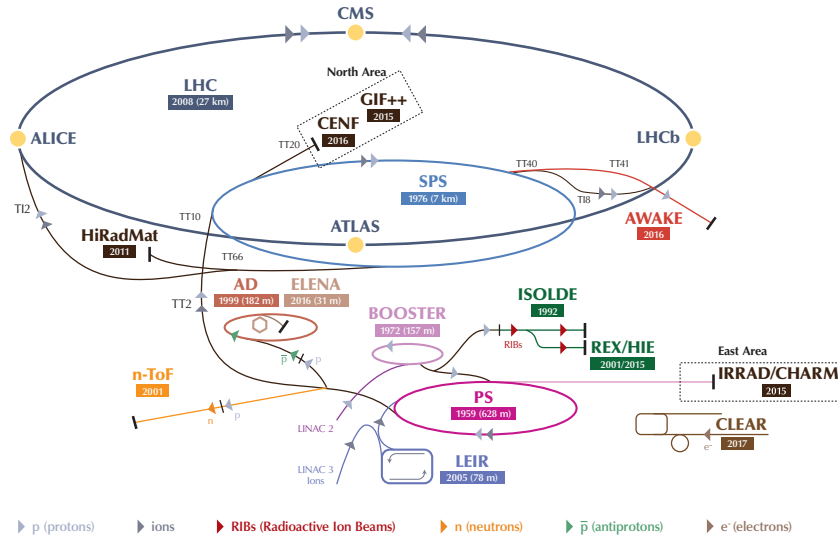 CMS
North Area
LHC
2008 (27 km)
GIF++
2015
CENF
2016
ALICE
LHCb
TT20
TT40
TT41
SPS
1976 (7 km)
TI8
TI2
TT10
ATLAS
AWAKE
2016
HiRadMat
2011
TT66
AD
1999 (182 m)
ELENA
2016 (31 m)
TT2
ISOLDE
1992
BOOSTER
1972 (157 m)
RIBs
REX/HIE
2001/2015
East Area
p̅
p
n-ToF
2001
IRRAD/CHARM
2015
PS
1959 (628 m)
n
p
LINAC 2
CLEAR
2017
e-
LINAC 3
Ions
LEIR
2005 (78 m)
p (protons)
ions
RIBs (Radioactive Ion Beams)
n (neutrons)
p̅ (antiprotons)
e- (electrons)